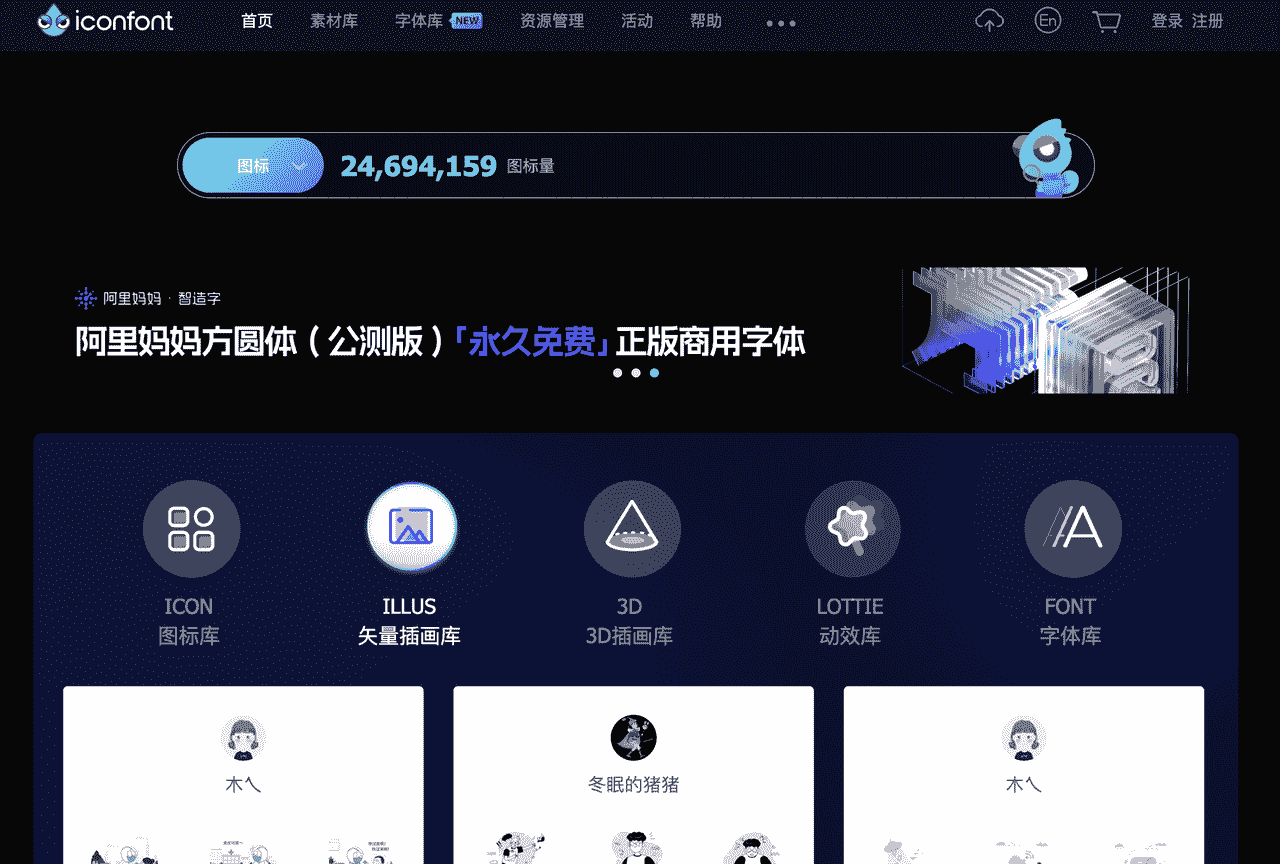 iconfont 首页 素材库 字体库 NEW 资源管理 活动 帮助 En 登录 注册
图标 24,694,159 图标量
阿里妈妈 · 智造字
阿里妈妈方圆体（公测版）「永久免费」正版商用字体
ICON ILLUS 3D LOTTIE FONT
图标库 矢量插画库 3D插画库 动效库 字体库
木乀 冬眠的猪猪 木乀